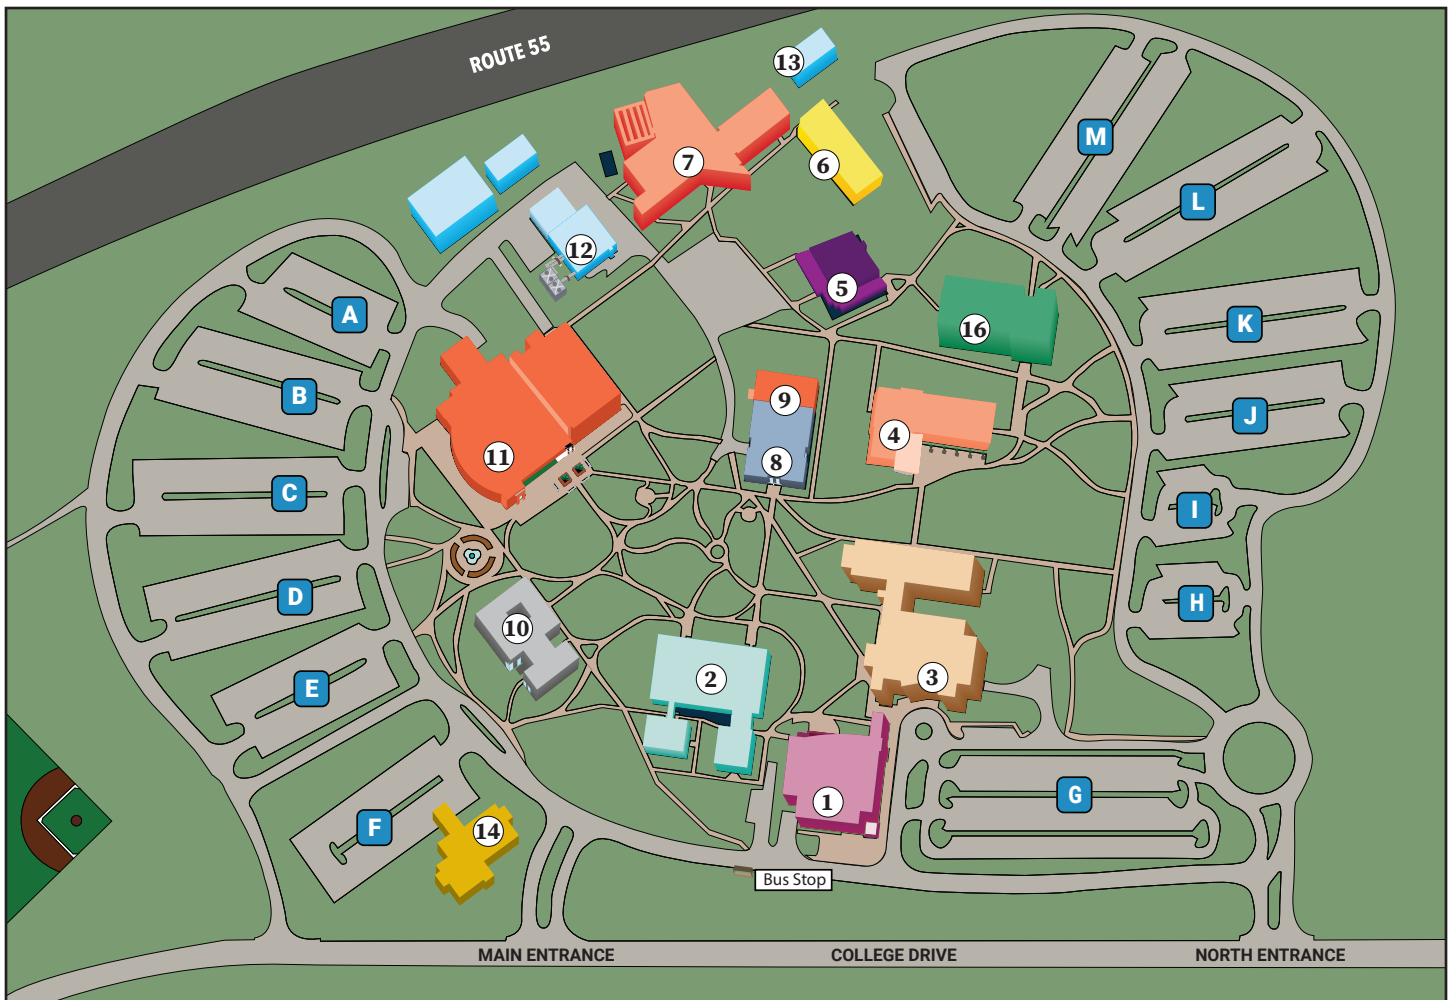 ROUTE 55
13
M
7
6
L
12
5
A
K
16
B
9
J
4
11
8
C
I
D
H
10
E
2
3
G
1
F
14
Bus Stop
MAIN ENTRANCE
COLLEGE DRIVE
NORTH ENTRANCE